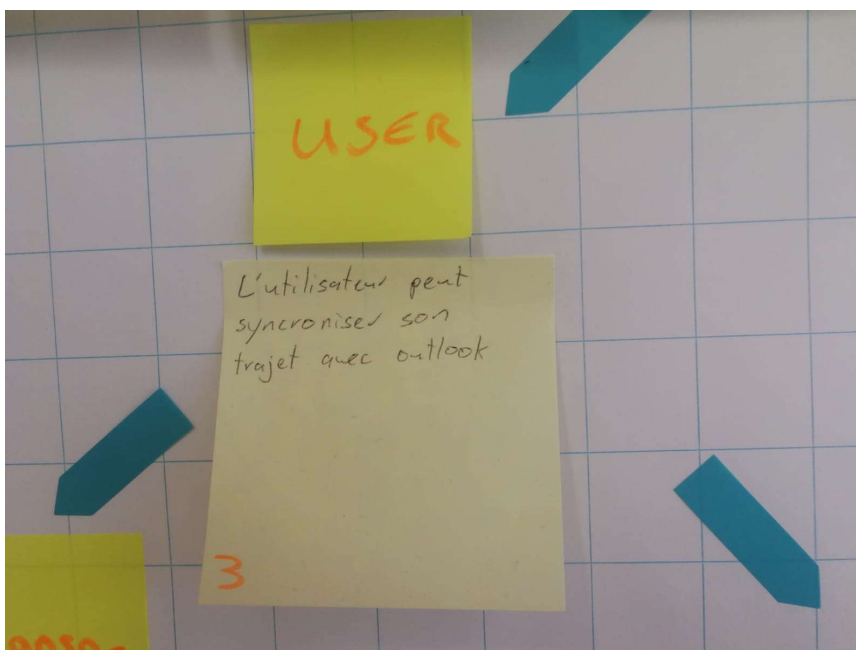 USER
L'utilisateur peut
syncroniser son
trajet avec outlook
3